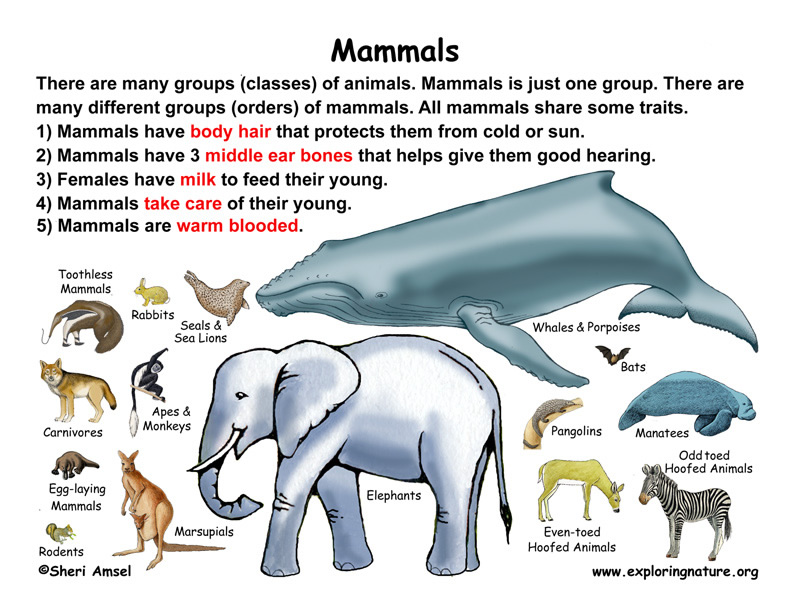 Mammals
There are many groups (classes) of animals. Mammals is just one group. There are
many different groups (orders) of mammals. All mammals share some traits.
1) Mammals have body hair that protects them from cold or sun.
2) Mammals have 3 middle ear bones that helps give them good hearing.
3) Females have milk to feed their young.
4) Mammals take care of their young.
5) Mammals are warm blooded.
Toothless
Mammals
Rabbits
Seals &
Sea Lions
Whales & Porpoises
Bats
Carnivores
Apes &
Monkeys
Pangolins
Manatees
Egg-laying
Mammals
Elephants
Odd toed
Hoofed Animals
Rodents
Marsupials
Even-toed
Hoofed Animals
©Sheri Amsel
www.exploringnature.org